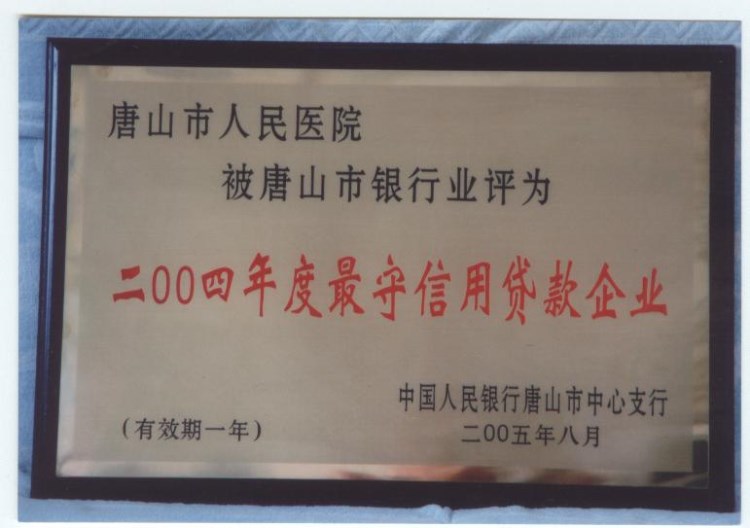 唐山市人民医院
被唐山市银行业评为
二00四年度最守信用贷款企业
中国人民银行唐山市中心支行
(有效期一年)
二00五年八月